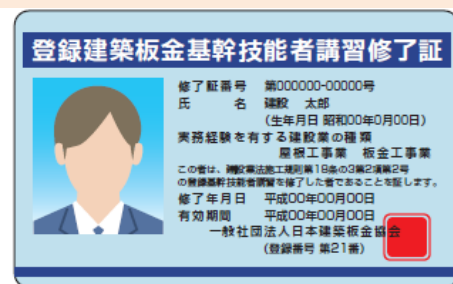 登録建築板金基幹技能者講習修了証
修了証番号 第000000-00000号
氏 名 建設 太郎
(生年月日 昭和00年0月00日)
実務経験を有する建設業の種類
屋根工事業 板金工事業
この者は、建設業法施工規則第18条の3第2項第2号
の登録基幹技能者講習を修了した者であることを証します。
修了年月日 平成00年00月00日
有効期間 平成00年00月00日
一般社団法人日本建築板金協会
(登録番号 第21番)